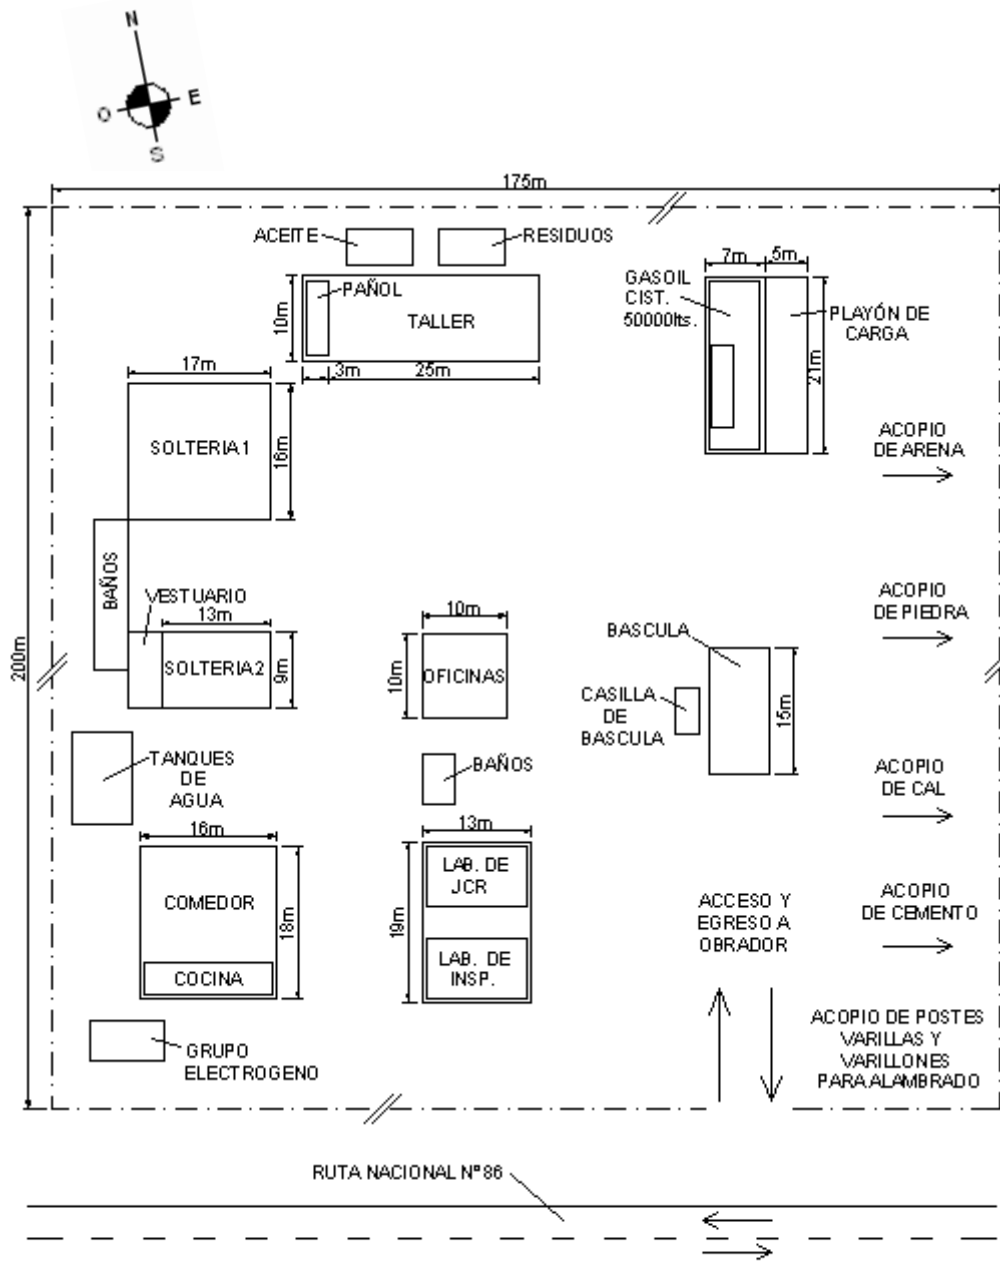 N
O
E
S
175m
ACEITE
RESIDUOS
7m
5m
GASOIL
CIST.
50000lts.
PAÑOL
TALLER
10m
PLAYÓN DE
CARGA
21m
3m
25m
17m
SOLTERIA1
16m
ACOPIO
DE ARENA
BAÑOS
VESTUARIO
13m
SOLTERIA2
9m
200m
10m
10m
OFICINAS
BASCULA
CASILLA
DE
BASCULA
15m
ACOPIO
DE PIEDRA
TANQUES
DE
AGUA
BAÑOS
ACOPIO
DE CAL
16m
COMEDOR
18m
COCINA
13m
19m
LAB. DE
JCR
LAB. DE
INSP.
ACCESO Y
EGRESO A
OBRADOR
ACOPIO
DE CEMENTO
GRUPO
ELECTROGENO
ACOPIO DE POSTES
VARILLAS Y
VARILLONES
PARA ALAMBRADO
RUTA NACIONAL Nº86